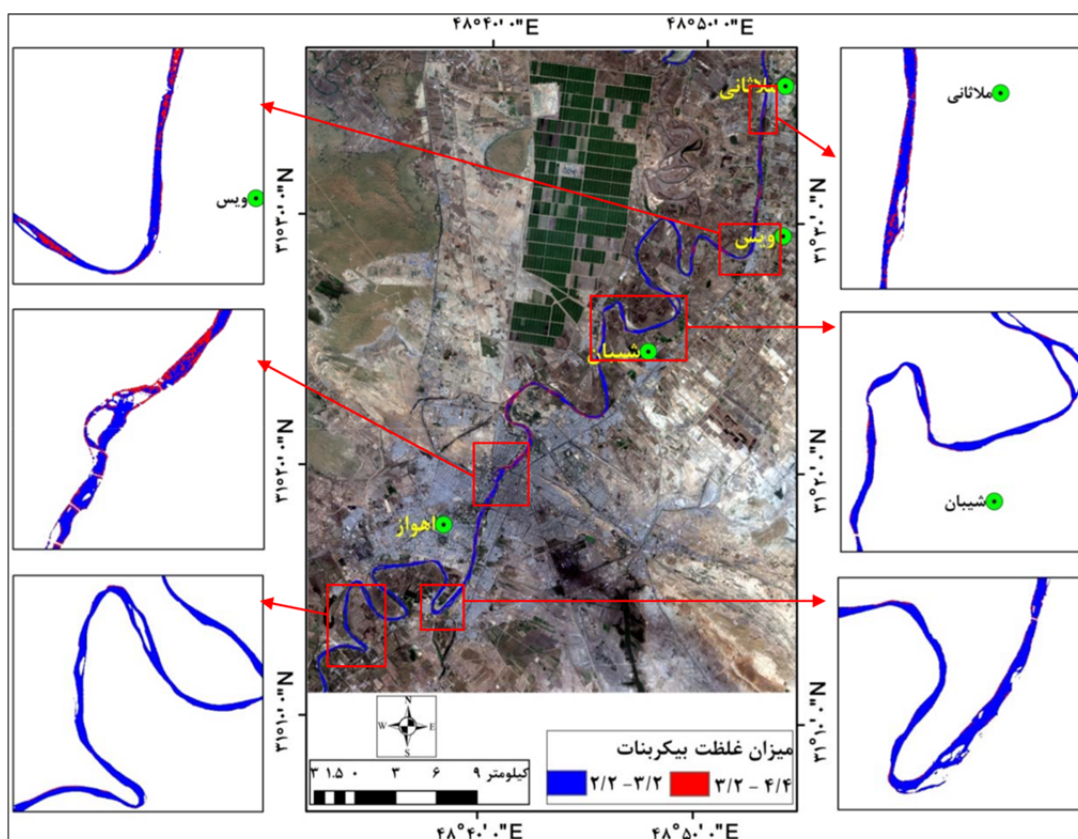 ۴۸°۴۰'۰"E
۴۸°۵۰'۰"E
ملاثانی
ملاثانی
ویس
ویس
۳۱°۳۰'۰"N
۳۱°۳۰'۰"N
شیبان
شیبان
۳۱°۲۰'۰"N
۳۱°۲۰'۰"N
اهواز
۳۱°۱۰'۰"N
۳۱°۱۰'۰"N
N
W E
S
۳ ۱.۵ ۰ ۳ ۶ ۹ کیلومتر
میزان غلظت بیکربنات
۲/۲ – ۳/۲
۳/۲ – ۴/۴
۴۸°۴۰'۰"E
۴۸°۵۰'۰"E